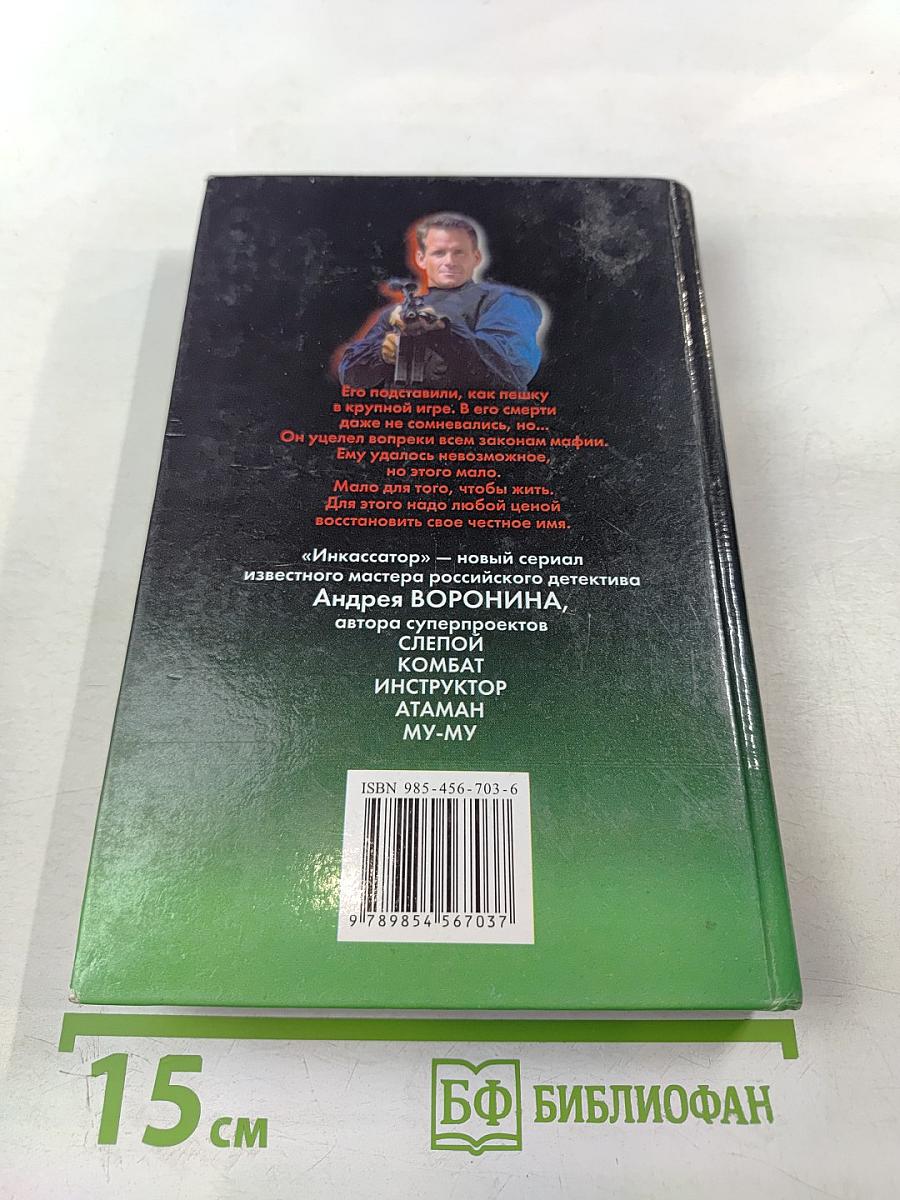 Его подставили, как пешку
в крупной игре. В его смерти
даже не сомневались, но...
Он уцелел вопреки всем законам мафии.
Ему удалось невозможное,
но этого мало.
Мало для того, чтобы жить.
Для этого надо любой ценой
восстановить свое честное имя.
«Инкассатор» — новый сериал
известного мастера российского детектива
Андрея ВОРОНИНА,
автора суперпроектов
СЛЕПОЙ
КОМБАТ
ИНСТРУКТОР
АТАМАН
МУ-МУ
ISBN 985-456-703-6
9 789854 567037
15 см
БФ БИБЛИОФАН